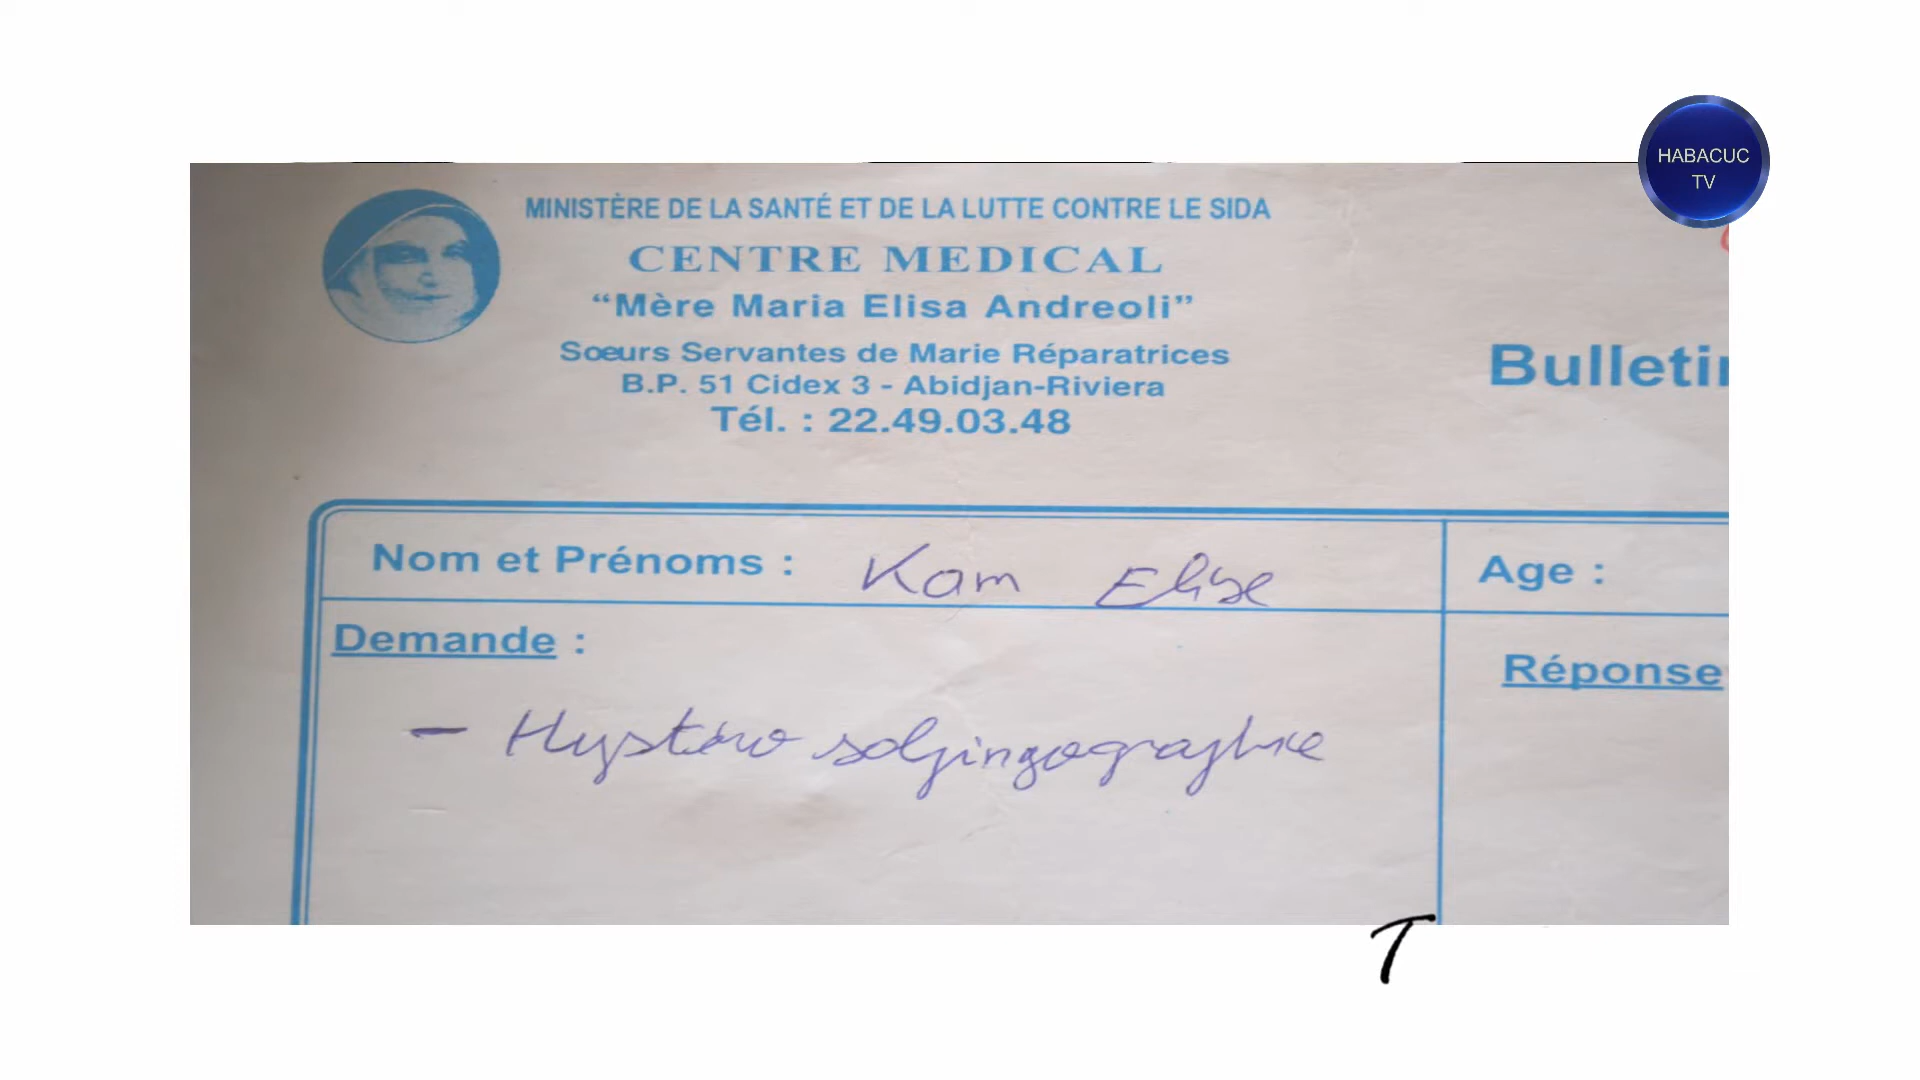 HABACUC
TV
MINISTÈRE DE LA SANTÉ ET DE LA LUTTE CONTRE LE SIDA
CENTRE MEDICAL
“Mère Maria Elisa Andreoli”
Sœurs Servantes de Marie Réparatrices
B.P. 51 Cidex 3 - Abidjan-Riviera
Tél. : 22.49.03.48
Bulletin
Nom et Prénoms : Kam Elise
Age :
Demande :
Réponse
- Hystéro salpingographie
T